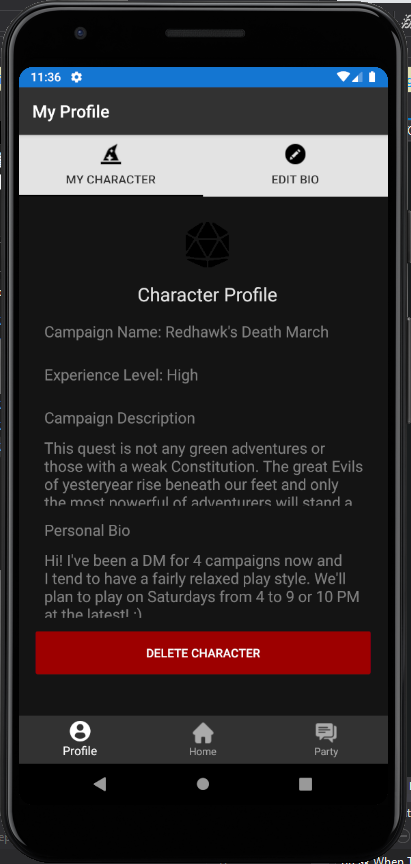 11:36
My Profile
MY CHARACTER
EDIT BIO
Character Profile
Campaign Name: Redhawk's Death March
Experience Level: High
Campaign Description
This quest is not any green adventures or
those with a weak Constitution. The great Evils
of yesteryear rise beneath our feet and only
the most powerful of adventurers will stand a
Personal Bio
Hi! I've been a DM for 4 campaigns now and
I tend to have a fairly relaxed play style. We'll
plan to play on Saturdays from 4 to 9 or 10 PM
at the latest! :)
DELETE CHARACTER
Profile
Home
Party
When